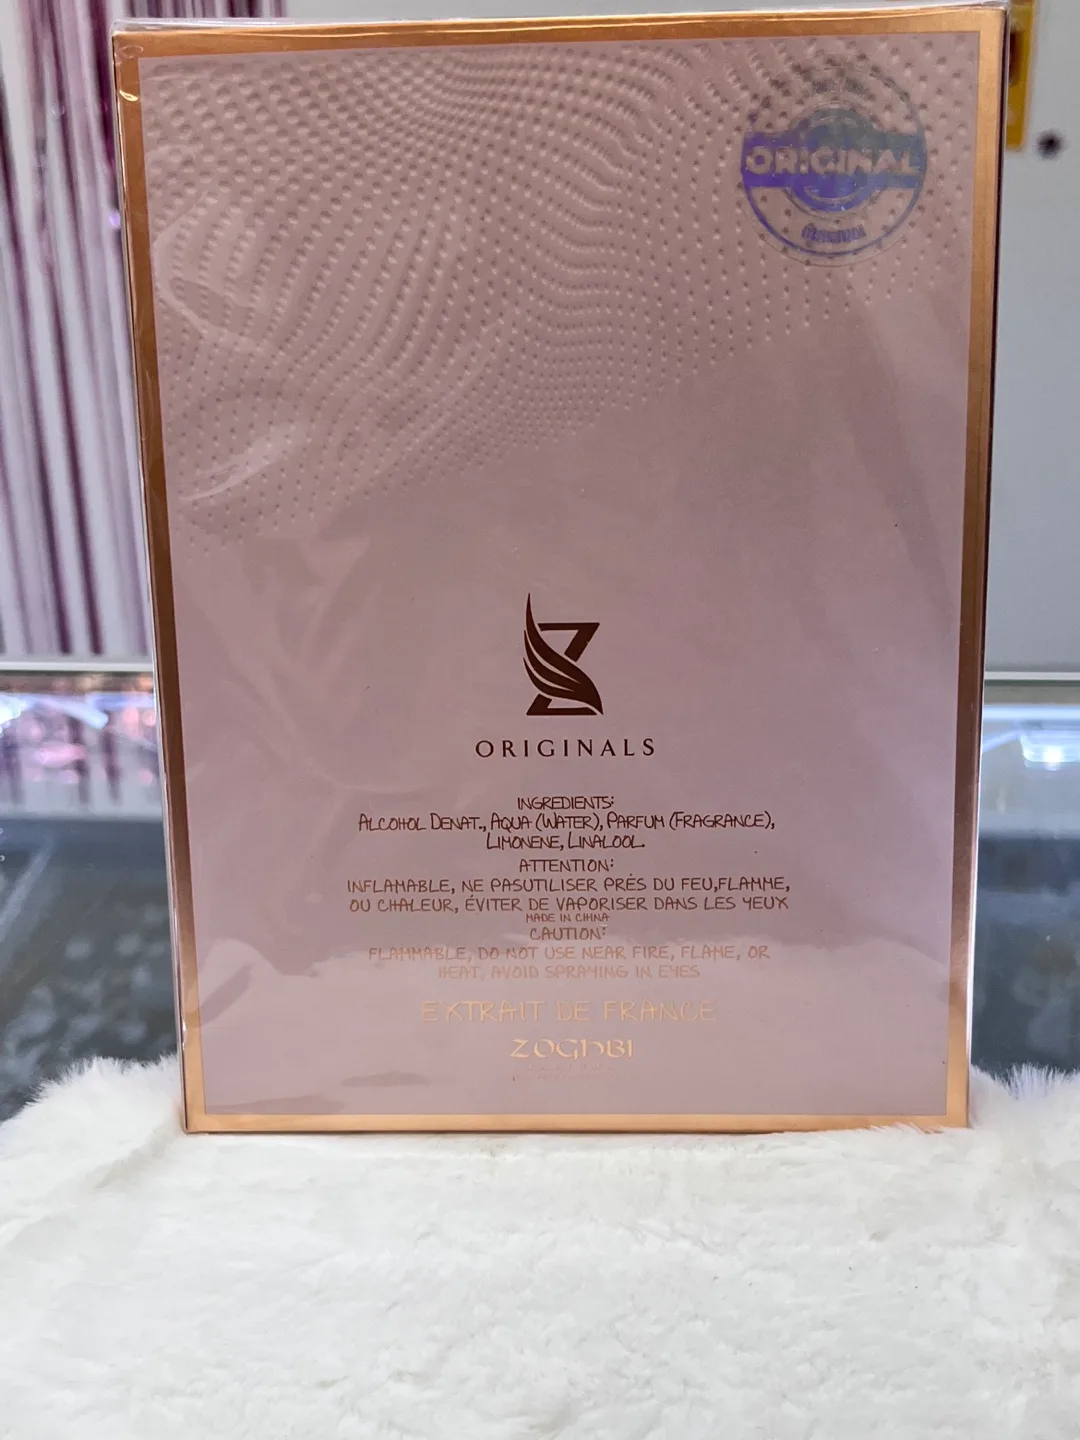 ORIGINAL
ORIGINALS
INGREDIENTS:
ALCOHOL DENAT., AQUA (WATER), PARFUM (FRAGRANCE),
LIMONENE, LINALOOL.
ATTENTION:
INFLAMABLE, NE PASUTILISER PRÉS DU FEU,FLAMME,
OU CHALEUR, ÉVITER DE VAPORISER DANS LES YEUX
MADE IN CHINA
CAUTION:
FLAMMABLE, DO NOT USE NEAR FIRE, FLAME, OR
HEAT, AVOID SPRAYING IN EYES
EXTRAIT DE FRANCE
ZOGHBI